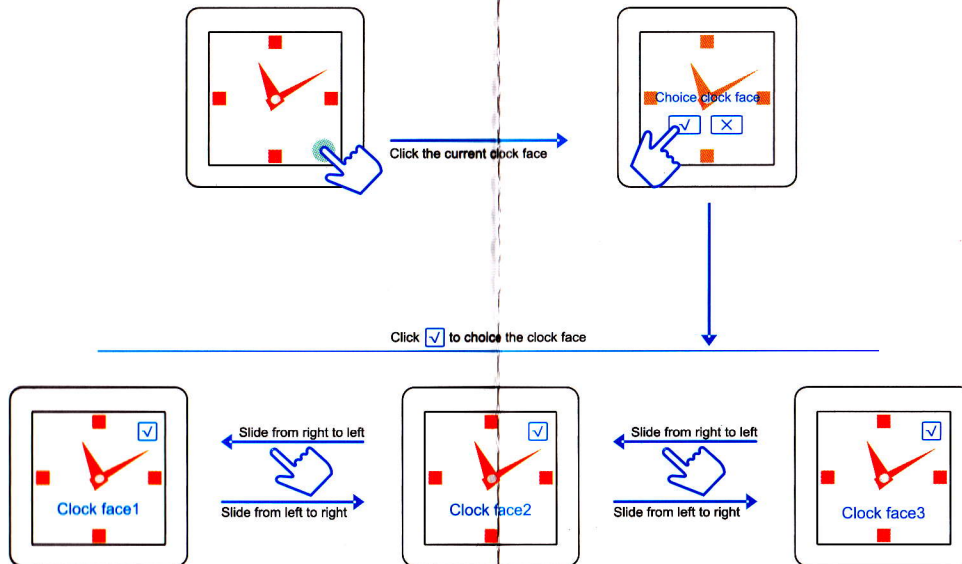 Choice clock face
√ ×
Click the current clock face
Click √ to choice the clock face
√
Slide from right to left
Slide from left to right
Clock face1
√
Slide from right to left
Slide from left to right
Clock face2
√
Clock face3